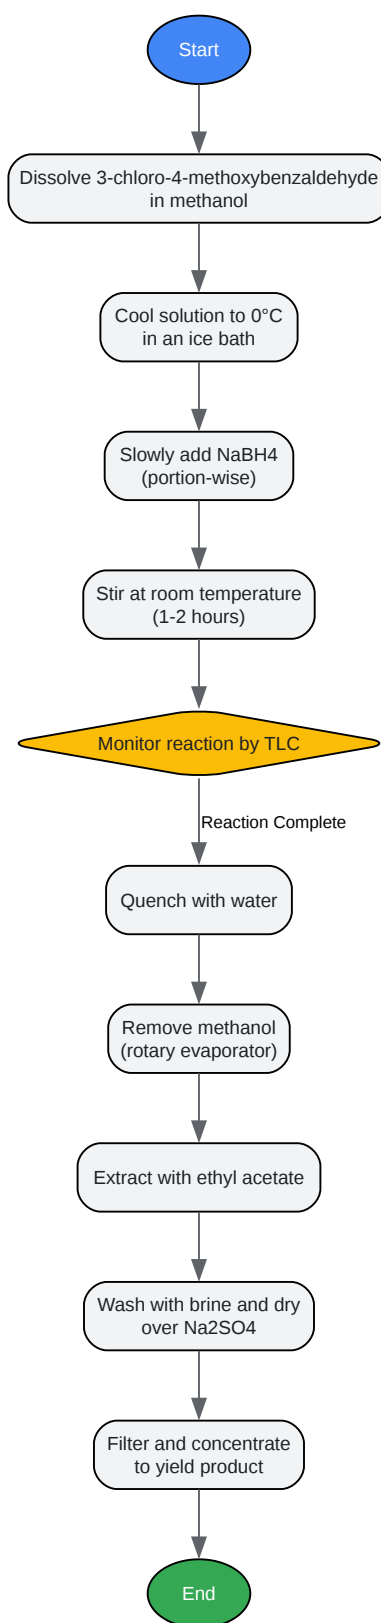 Start
Dissolve 3-chloro-4-methoxybenzaldehyde
in methanol
Cool solution to 0°C
in an ice bath
Slowly add NaBH4
(portion-wise)
Stir at room temperature
(1-2 hours)
Monitor reaction by TLC
Reaction Complete
Quench with water
Remove methanol
(rotary evaporator)
Extract with ethyl acetate
Wash with brine and dry
over Na2SO4
Filter and concentrate
to yield product
End